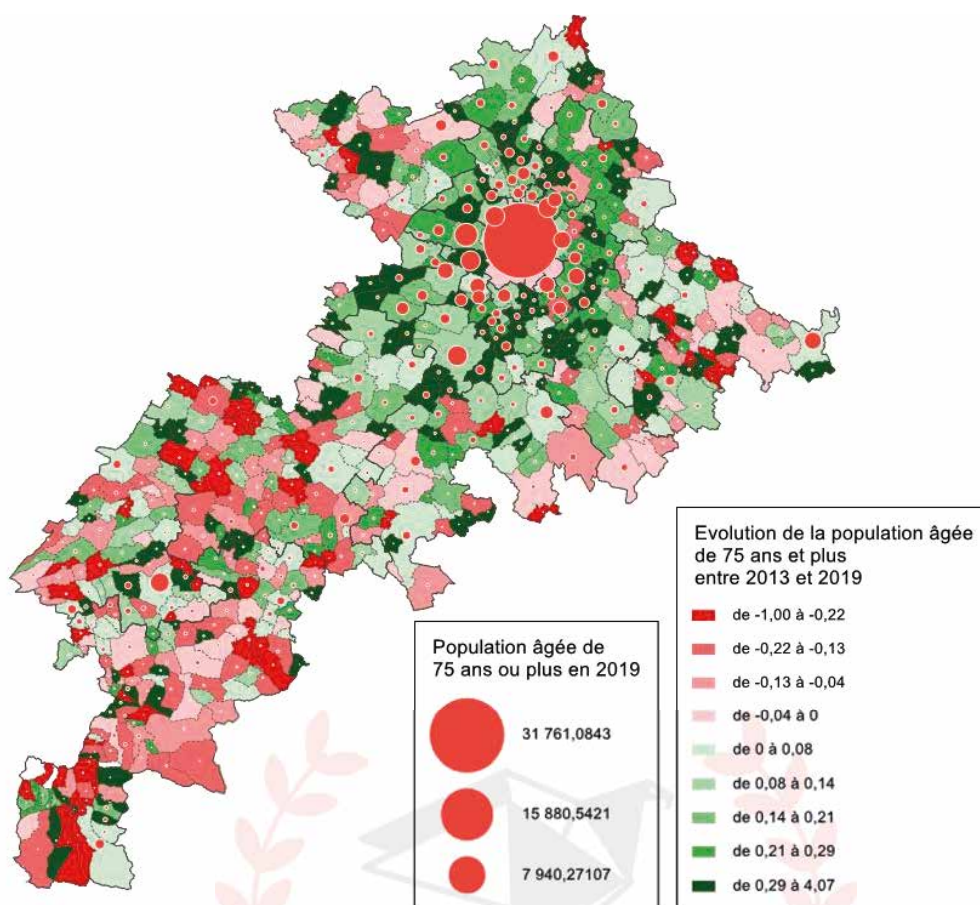 Evolution de la population âgée
de 75 ans et plus
entre 2013 et 2019
de -1,00 à -0,22
de -0,22 à -0,13
de -0,13 à -0,04
de -0,04 à 0
de 0 à 0,08
de 0,08 à 0,14
de 0,14 à 0,21
de 0,21 à 0,29
de 0,29 à 4,07
Population âgée de
75 ans ou plus en 2019
31 761,0843
15 880,5421
7 940,27107